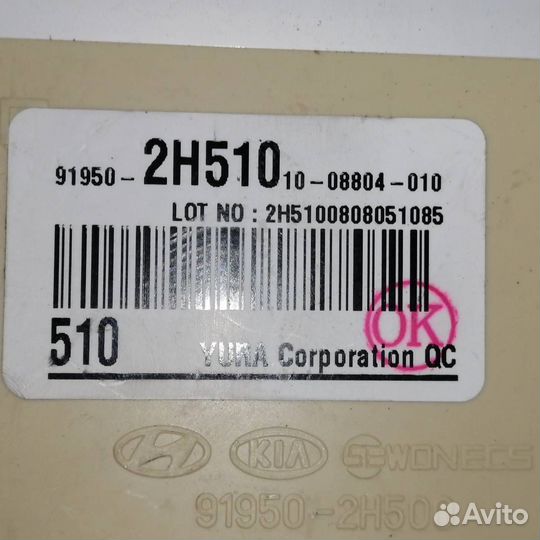 91950-2H510 10-08804-010
LOT NO : 2H5100808051085
510
OK
YURA Corporation QC
KIA SEWONECS
91950-2H50
Avito